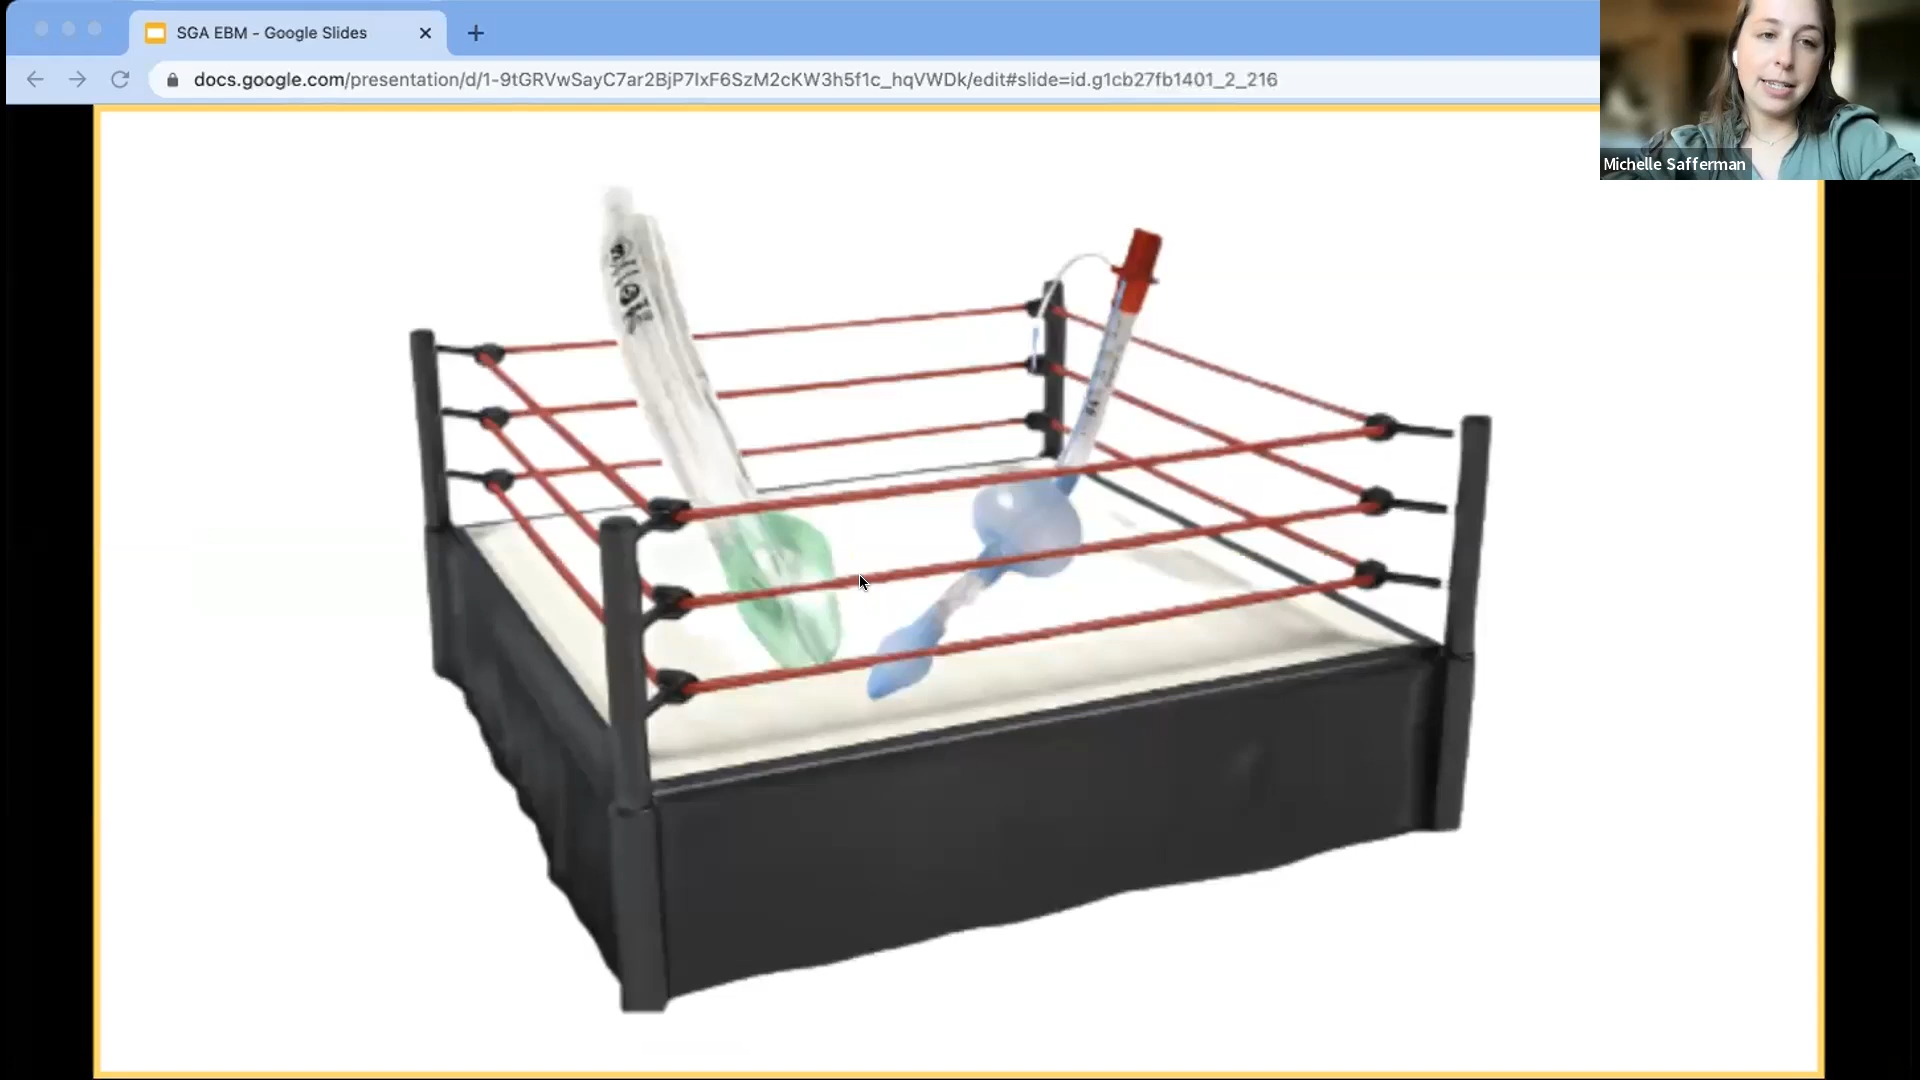 SGA EBM - Google Slides
docs.google.com/presentation/d/1-9tGRVwSayC7ar2BjP7IxF6SzM2cKW3h5f1c_hqVWDk/edit#slide=id.g1cb27fb1401_2_216
Michelle Safferman